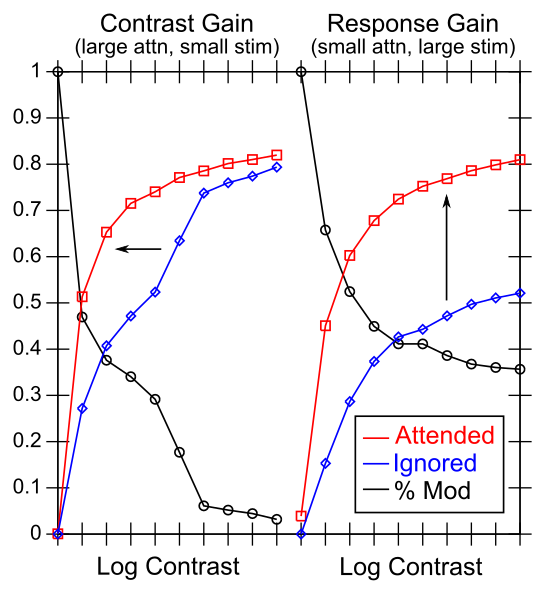 Contrast Gain
(large attn, small stim)
Response Gain
(small attn, large stim)
1
0.9
0.8
0.7
0.6
0.5
0.4
0.3
0.2
0.1
0
Attended
Ignored
% Mod
Log Contrast
Log Contrast